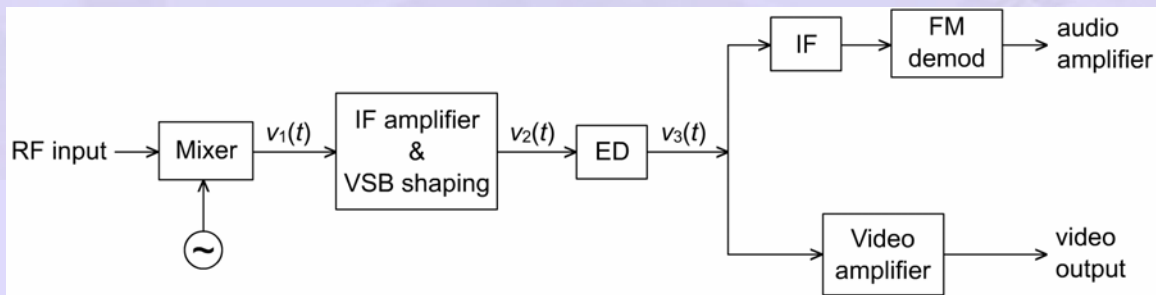 RF input
Mixer
~
v₁(t)
IF amplifier
&
VSB shaping
v₂(t)
ED
v₃(t)
IF
FM
demod
audio
amplifier
Video
amplifier
video
output